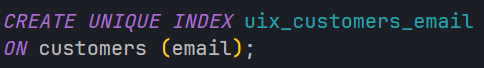 CREATE UNIQUE INDEX uix_customers_email
ON customers (email);